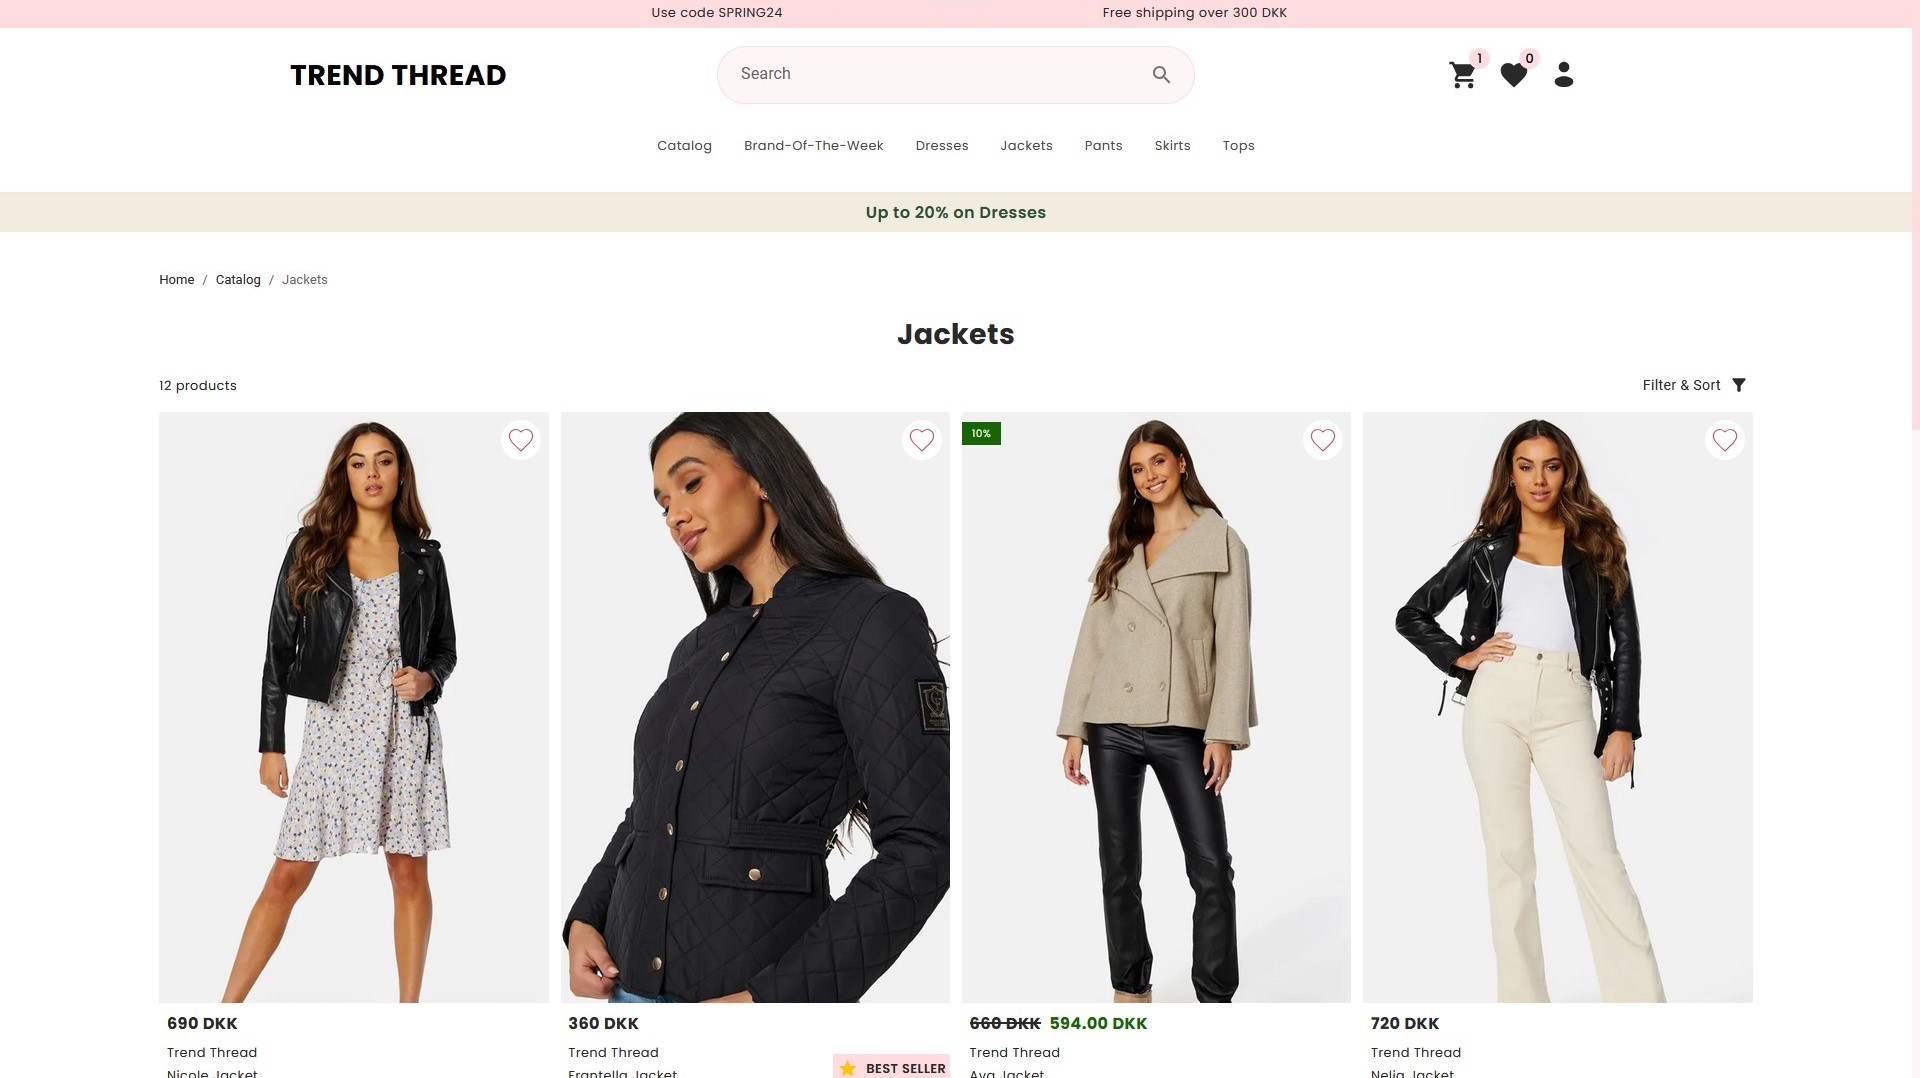 Use code SPRING24
Free shipping over 300 DKK
TREND THREAD
Search
1
0
Catalog
Brand-Of-The-Week
Dresses
Jackets
Pants
Skirts
Tops
Up to 20% on Dresses
Home / Catalog / Jackets
Jackets
12 products
Filter & Sort
10%
690 DKK
Trend Thread
Nicole Jacket
360 DKK
Trend Thread
Frantella Jacket
BEST SELLER
660 DKK 594.00 DKK
Trend Thread
Ava Jacket
720 DKK
Trend Thread
Nelia Jacket